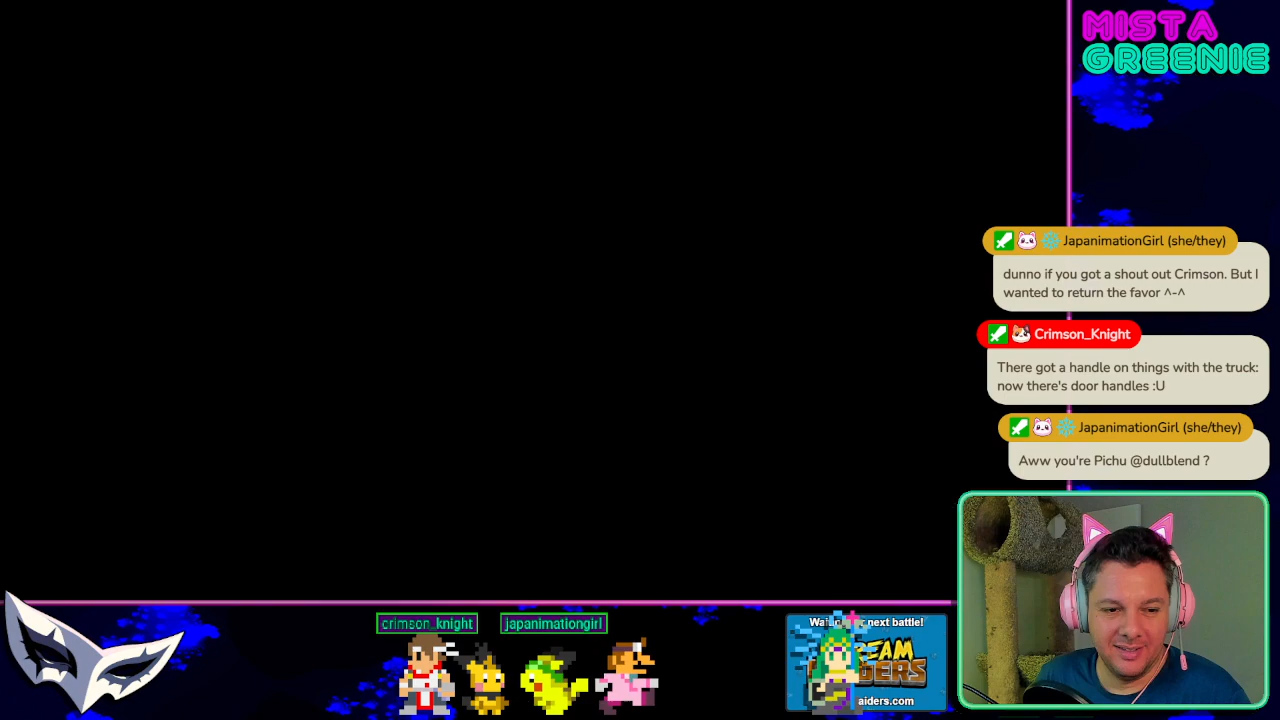 MISTA
GREENIE
JapanimationGirl (she/they)
dunno if you got a shout out Crimson. But I
wanted to return the favor ^-^
Crimson_Knight
There got a handle on things with the truck:
now there's door handles :U
JapanimationGirl (she/they)
Aww you're Pichu @dullblend ?
crimson_knight
japanimationgirl
next battle!
aiders.com